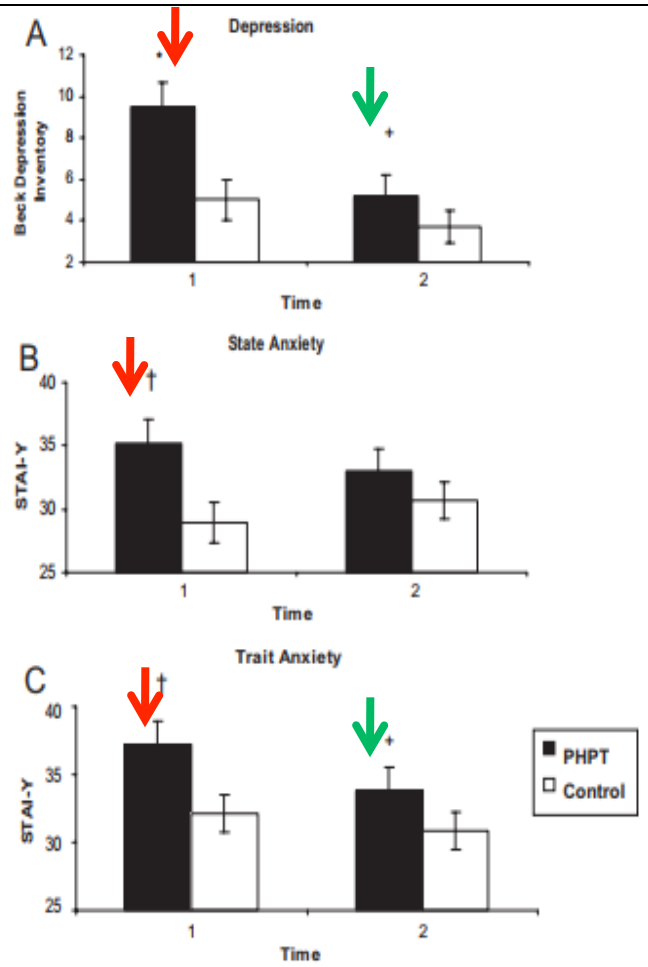 A
Depression
12
*
10
+
8
6
4
2
Beck Depression
Inventory
1
2
Time
B
State Anxiety
40
†
35
30
25
STAI-Y
1
2
Time
C
Trait Anxiety
40
†
+
35
30
25
STAI-Y
1
2
Time
PHPT
Control